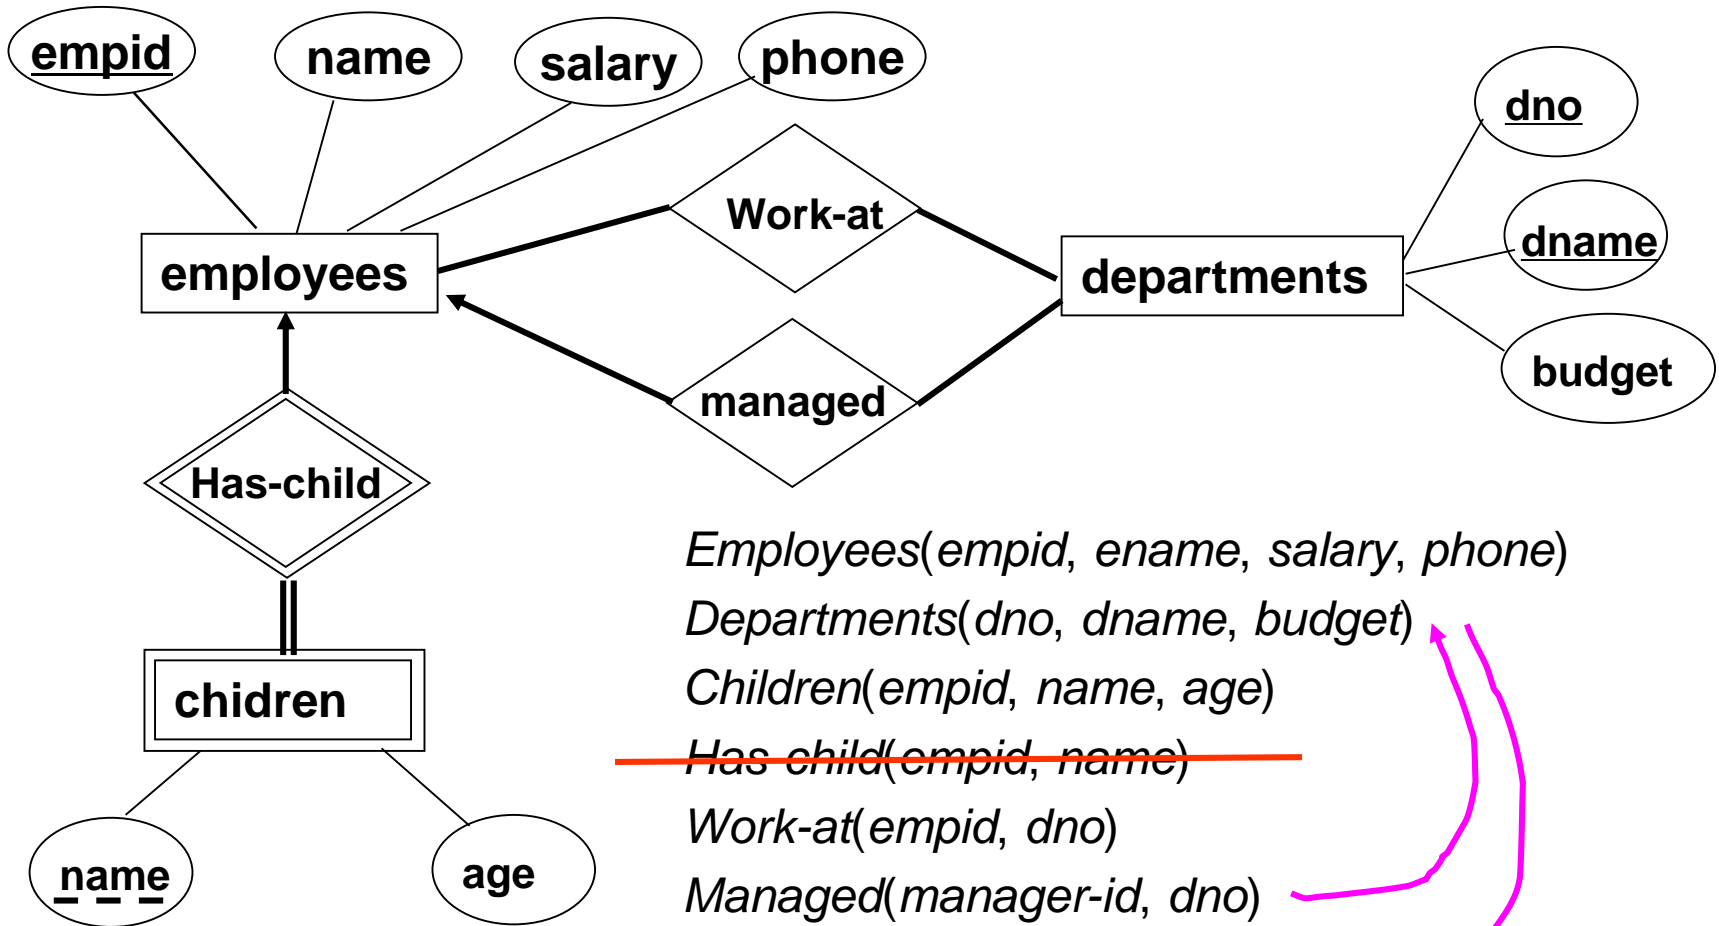 empid
name
salary
phone
dno
Work-at
dname
employees
departments
managed
budget
Has-child
Employees(empid, ename, salary, phone)
Departments(dno, dname, budget)
chidren
Children(empid, name, age)
Has-child(empid, name)
Work-at(empid, dno)
name
age
Managed(manager-id, dno)